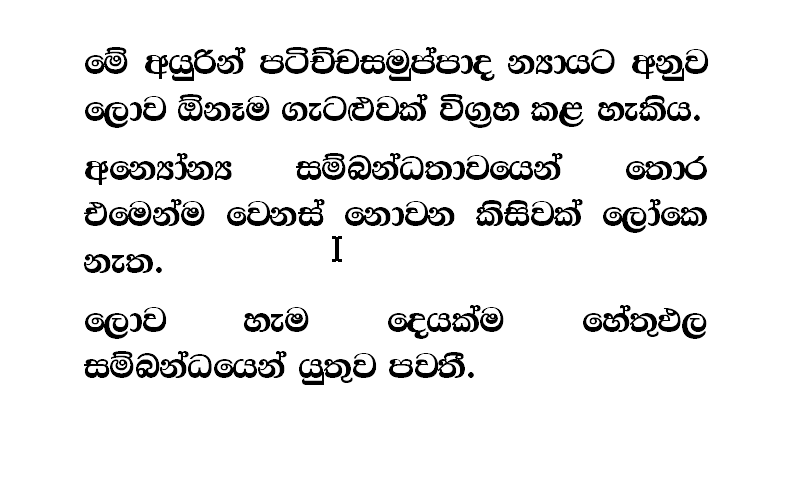 මේ අයුරින් පටිච්චසමුප්පාද න්‍යායට අනුව
ලොව ඕනෑම ගැටළුවක් විග්‍රහ කළ හැකිය.
අන්‍යෝන්‍ය සම්බන්ධතාවයෙන් තොර
එමෙන්ම වෙනස් නොවන කිසිවක් ලෝකෙ
නැත.
ලොව හැම දෙයක්ම හේතුඵල
සම්බන්ධයෙන් යුතුව පවතී.